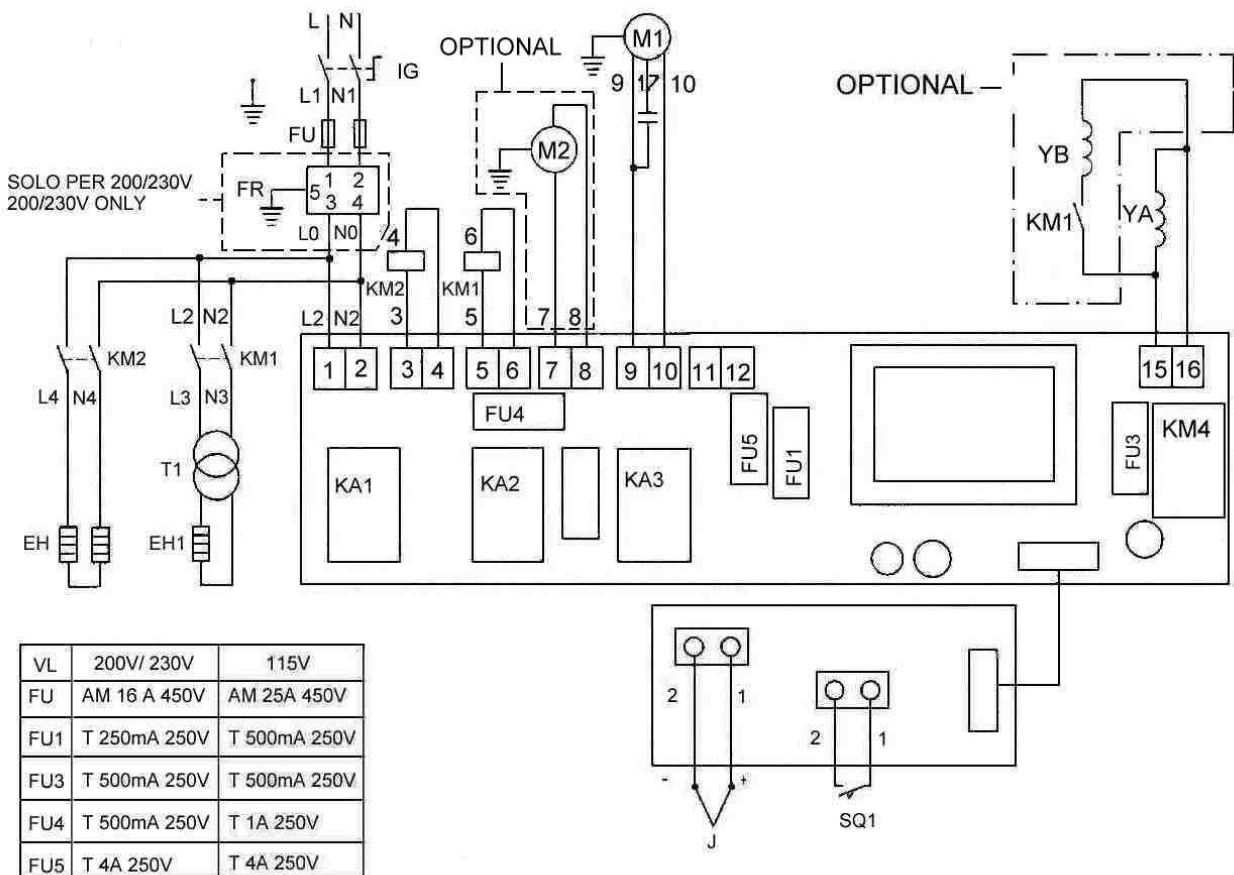 L N
IG
L1 N1
FU
SOLO PER 200/230V
200/230V ONLY
FR
1 2
5
3 4
L0 N0
OPTIONAL
M2
M1
9 17 10
OPTIONAL
YB
KM1
YA
4
KM2
3
6
KM1
5
7 8
L2 N2
L2 N2
KM2
KM1
L4 N4
L3 N3
T1
EH
EH1
1 2 3 4 5 6 7 8 9 10 11 12 15 16
FU4
FU5
FU1
FU3
KM4
KA1
KA2
KA3
2 1
2 1
- +
J
SQ1
VL 200V/ 230V 115V
FU AM 16 A 450V AM 25A 450V
FU1 T 250mA 250V T 500mA 250V
FU3 T 500mA 250V T 500mA 250V
FU4 T 500mA 250V T 1A 250V
FU5 T 4A 250V T 4A 250V